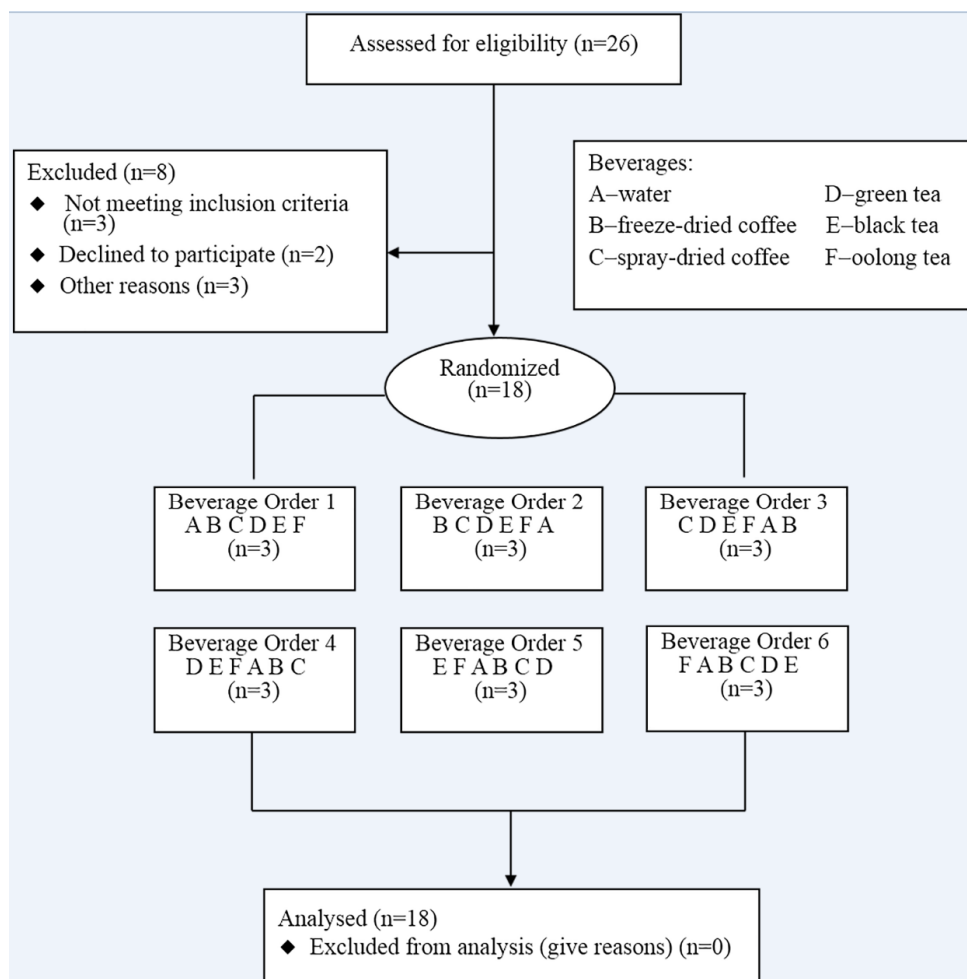 Assessed for eligibility (n=26)
Excluded (n=8)
◆ Not meeting inclusion criteria
(n=3)
◆ Declined to participate (n=2)
◆ Other reasons (n=3)
Beverages:
A–water D–green tea
B–freeze-dried coffee E–black tea
C–spray-dried coffee F–oolong tea
Randomized
(n=18)
Beverage Order 1
A B C D E F
(n=3)
Beverage Order 2
B C D E F A
(n=3)
Beverage Order 3
C D E F A B
(n=3)
Beverage Order 4
D E F A B C
(n=3)
Beverage Order 5
E F A B C D
(n=3)
Beverage Order 6
F A B C D E
(n=3)
Analysed (n=18)
◆ Excluded from analysis (give reasons) (n=0)